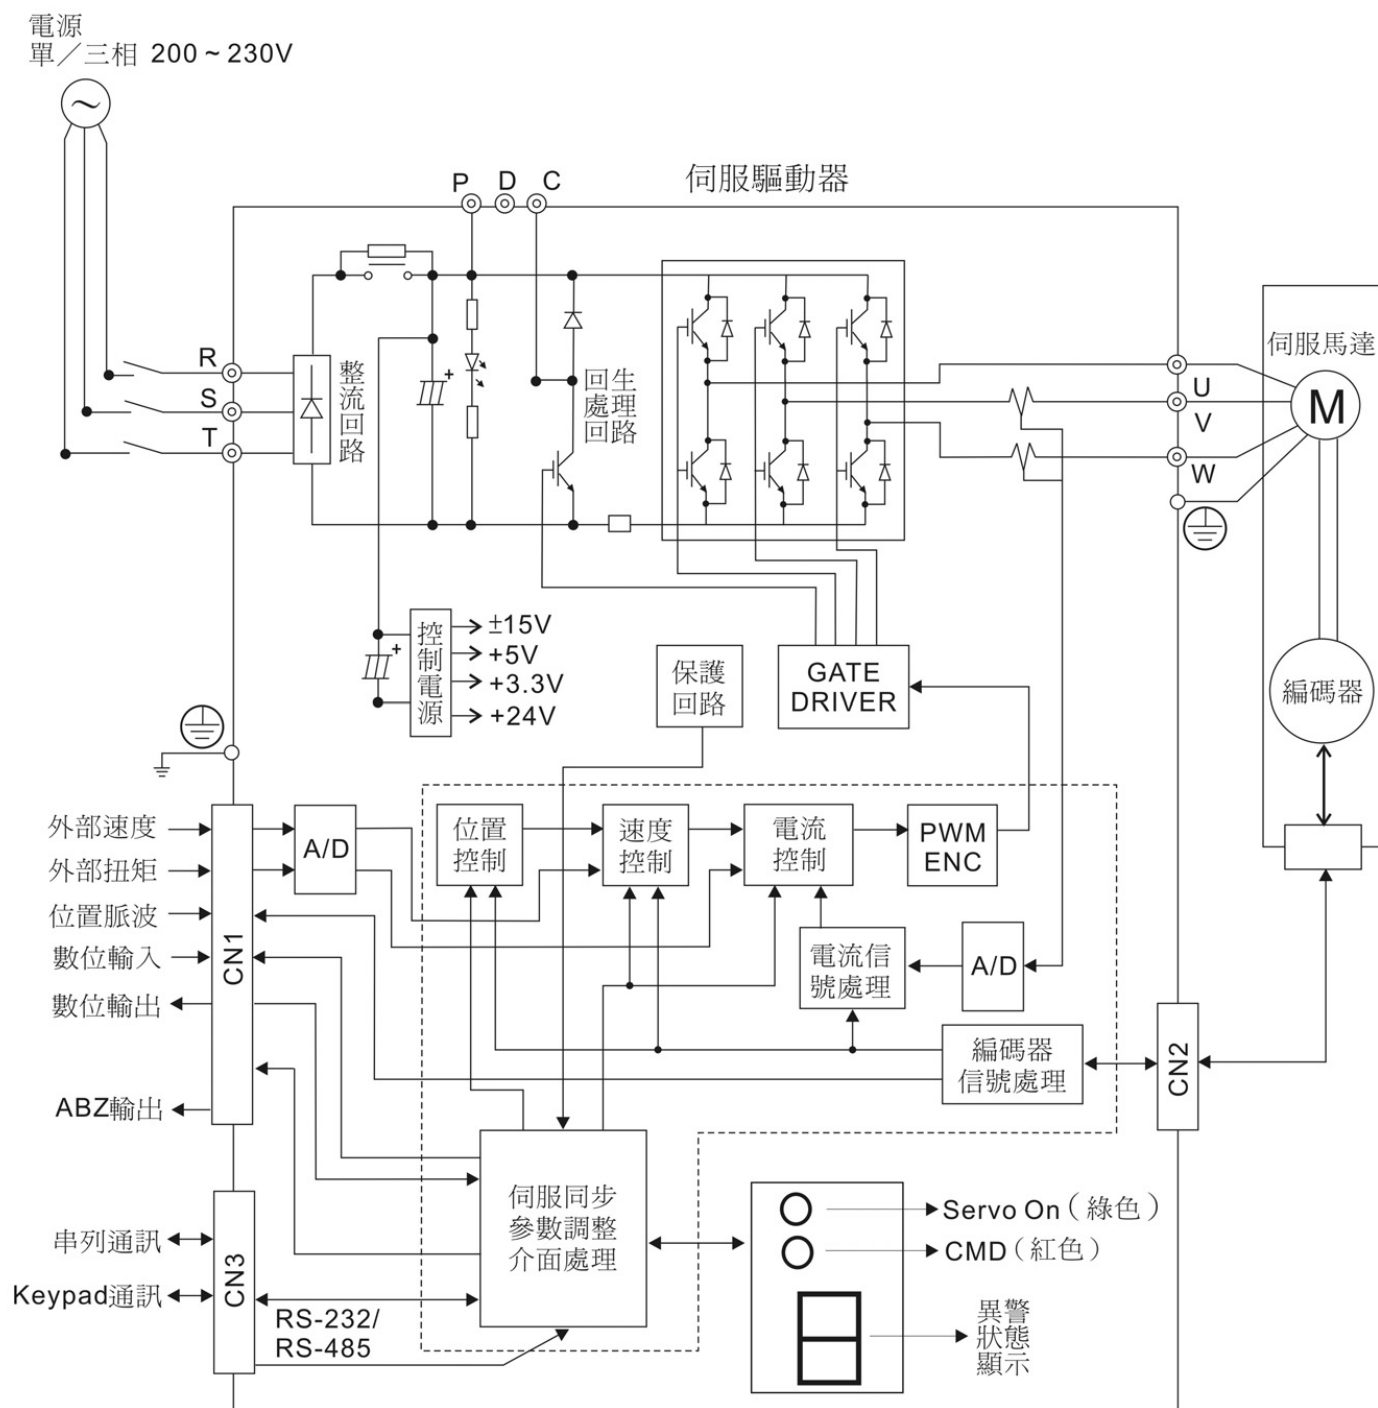 電源
單／三相 200 ~ 230V
P D C
伺服驅動器
R
S
T
整流回路
回生
處理
回路
伺服馬達
M
U
V
W
控制電源
±15V
+5V
+3.3V
+24V
保護
回路
GATE
DRIVER
編碼器
外部速度
外部扭矩
位置脈波
數位輸入
數位輸出
ABZ輸出
CN1
A/D
位置
控制
速度
控制
電流
控制
PWM
ENC
電流信
號處理
A/D
編碼器
信號處理
CN2
串列通訊
Keypad通訊
CN3
RS-232/
RS-485
伺服同步
參數調整
介面處理
Servo On（綠色）
CMD（紅色）
異警
狀態
顯示